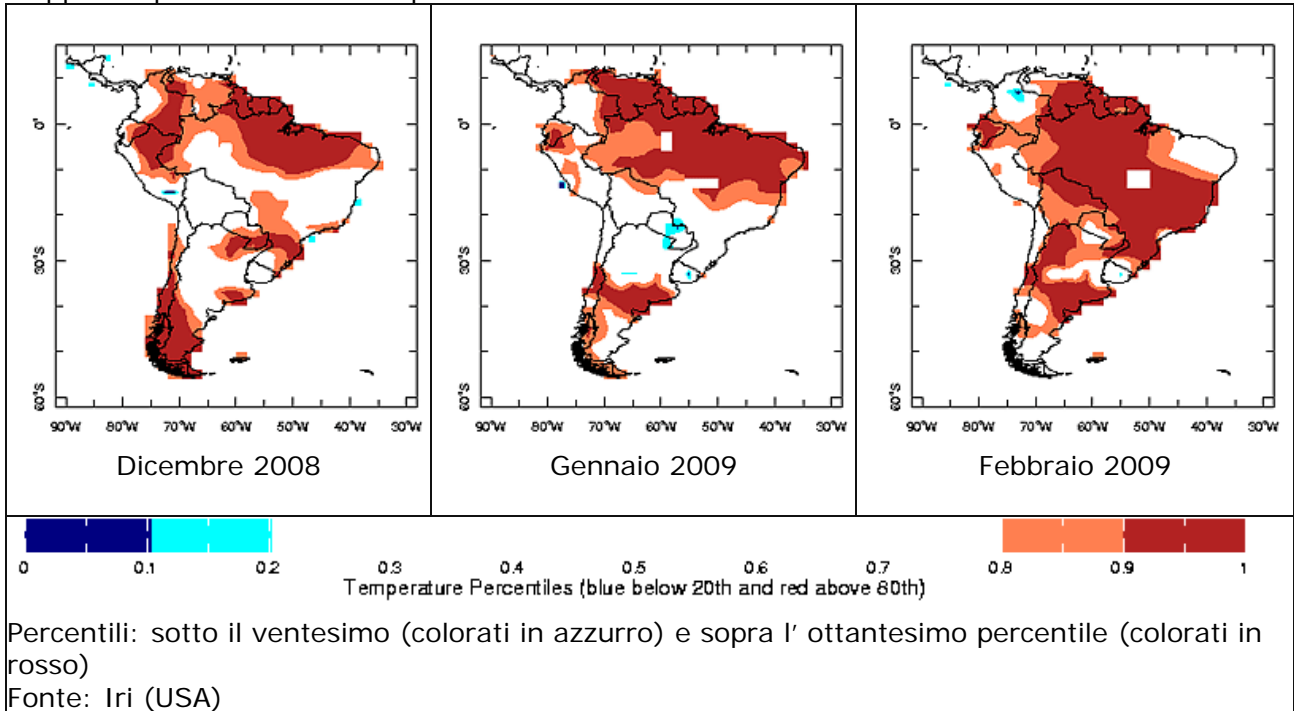 0°
30°S
60°S
90°W 80°W 70°W 60°W 50°W 40°W 30°W
Dicembre 2008
0°
30°S
60°S
90°W 80°W 70°W 60°W 50°W 40°W 30°W
Gennaio 2009
0°
30°S
60°S
90°W 80°W 70°W 60°W 50°W 40°W 30°W
Febbraio 2009
0 0.1 0.2 0.3 0.4 0.5 0.6 0.7 0.8 0.9 1
Temperature Percentiles (blue below 20th and red above 80th)
Percentili: sotto il ventesimo (colorati in azzurro) e sopra l' ottantesimo percentile (colorati in
rosso)
Fonte: Iri (USA)